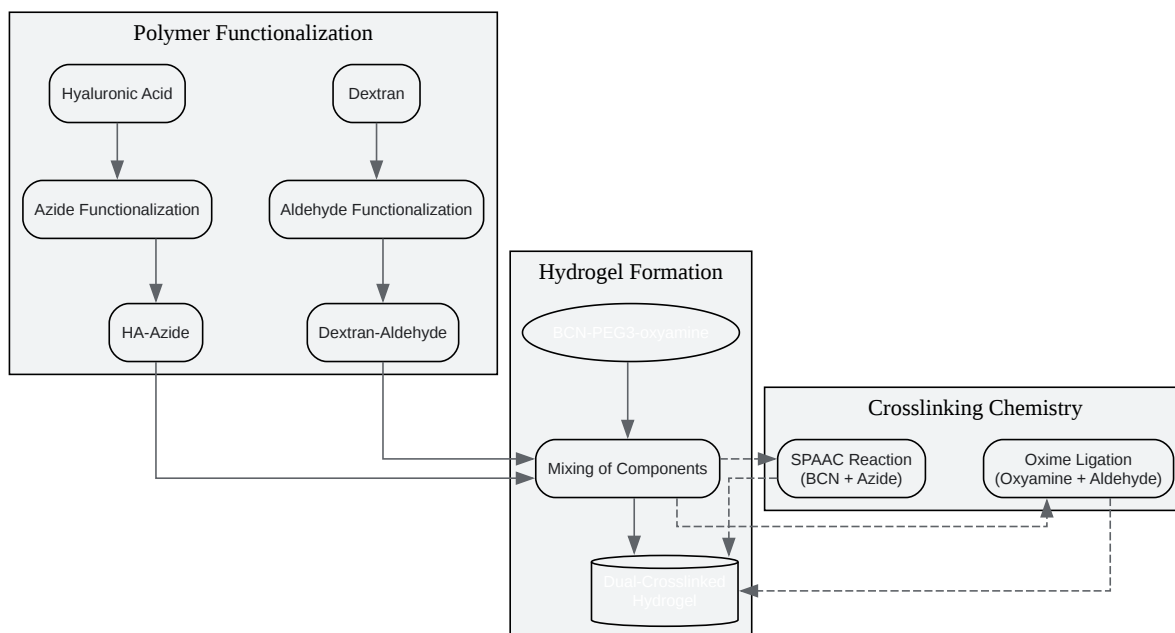 Polymer Functionalization
Hyaluronic Acid
Dextran
Azide Functionalization
Aldehyde Functionalization
HA-Azide
Dextran-Aldehyde
Hydrogel Formation
BCN-PEG3-oxyamine
Mixing of Components
Dual-Crosslinked
Hydrogel
Crosslinking Chemistry
SPAAC Reaction
(BCN + Azide)
Oxime Ligation
(Oxyamine + Aldehyde)